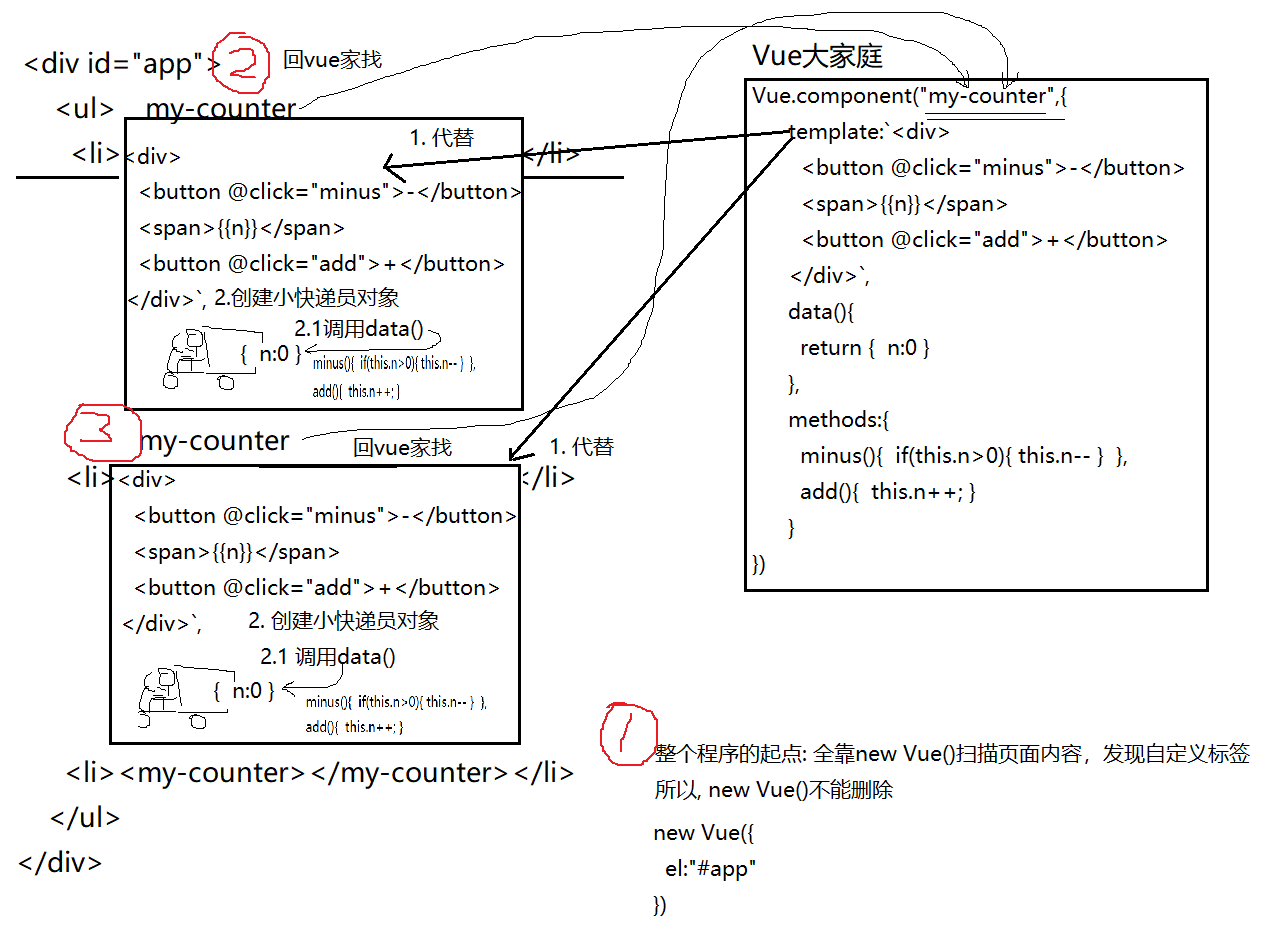 <div id="app">
2
回vue家找
<ul>
my-counter
<li>
</li>
1. 代替
<div>
<button @click="minus">-</button>
<span>{{n}}</span>
<button @click="add">+</button>
</div>`,
2.创建小快递员对象
2.1调用data()
{ n:0 }
minus(){ if(this.n>0){ this.n-- } },
add(){ this.n++; }
3
my-counter
回vue家找
1. 代替
<li>
</li>
<div>
<button @click="minus">-</button>
<span>{{n}}</span>
<button @click="add">+</button>
</div>`,
2. 创建小快递员对象
2.1 调用data()
{ n:0 }
minus(){ if(this.n>0){ this.n-- } },
add(){ this.n++; }
<li><my-counter></my-counter></li>
</ul>
</div>
Vue大家庭
Vue.component("my-counter",{
template:`<div>
<button @click="minus">-</button>
<span>{{n}}</span>
<button @click="add">+</button>
</div>`,
data(){
return { n:0 }
},
methods:{
minus(){ if(this.n>0){ this.n-- } },
add(){ this.n++; }
}
})
1
整个程序的起点: 全靠new Vue()扫描页面内容，发现自定义标签
所以, new Vue()不能删除
new Vue({
el:"#app"
})